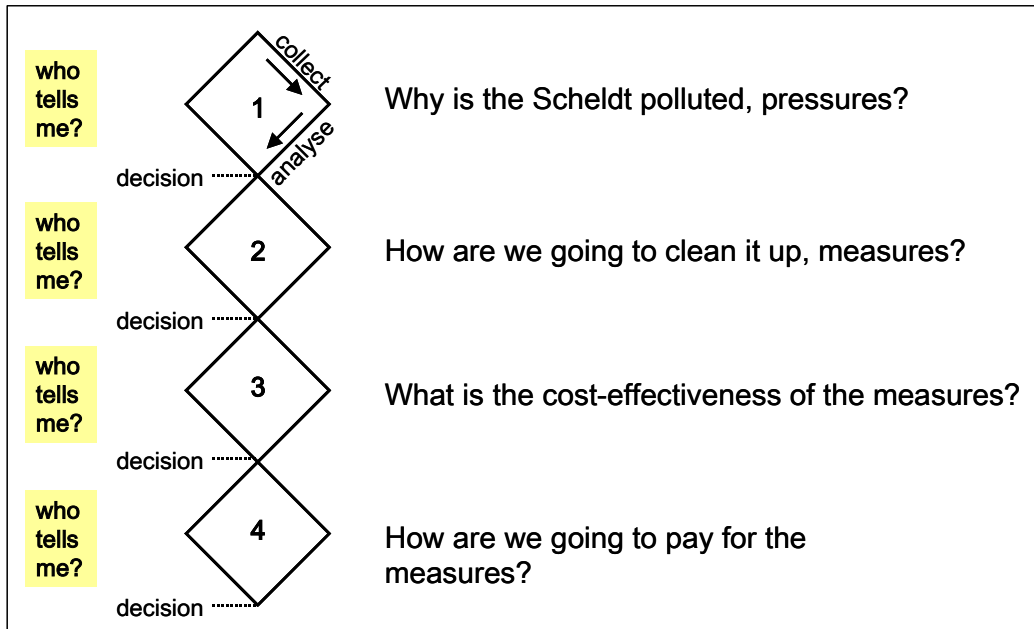 who
tells
me?
collect
1
analyse
Why is the Scheldt polluted, pressures?
decision
who
tells
me?
2
How are we going to clean it up, measures?
decision
who
tells
me?
3
What is the cost-effectiveness of the measures?
decision
who
tells
me?
4
How are we going to pay for the
measures?
decision